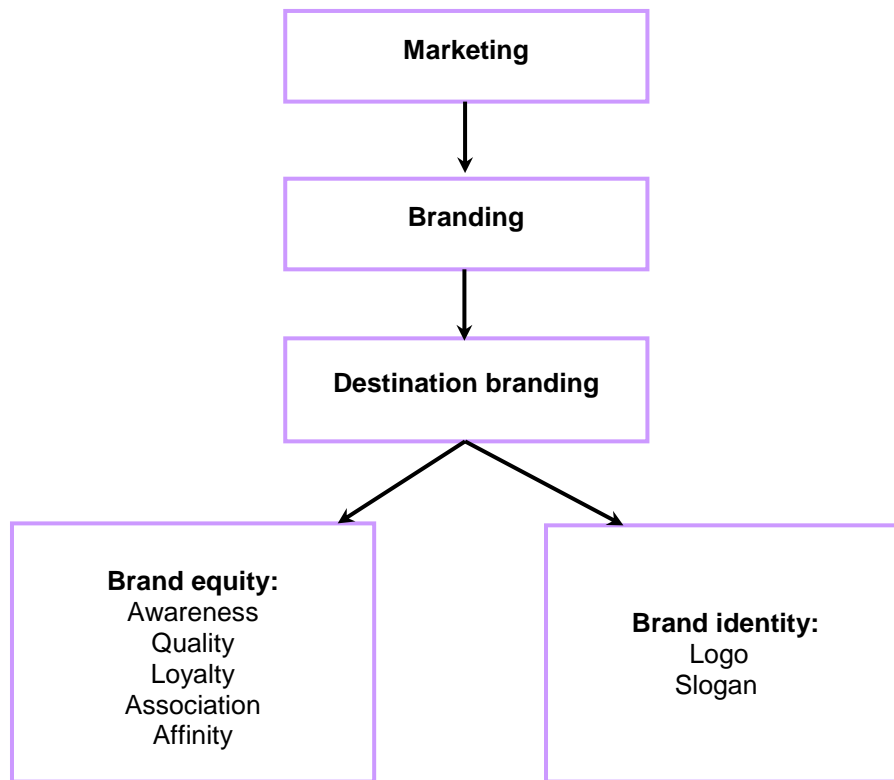 Marketing
Branding
Destination branding
Brand equity:
Awareness
Quality
Loyalty
Association
Affinity
Brand identity:
Logo
Slogan